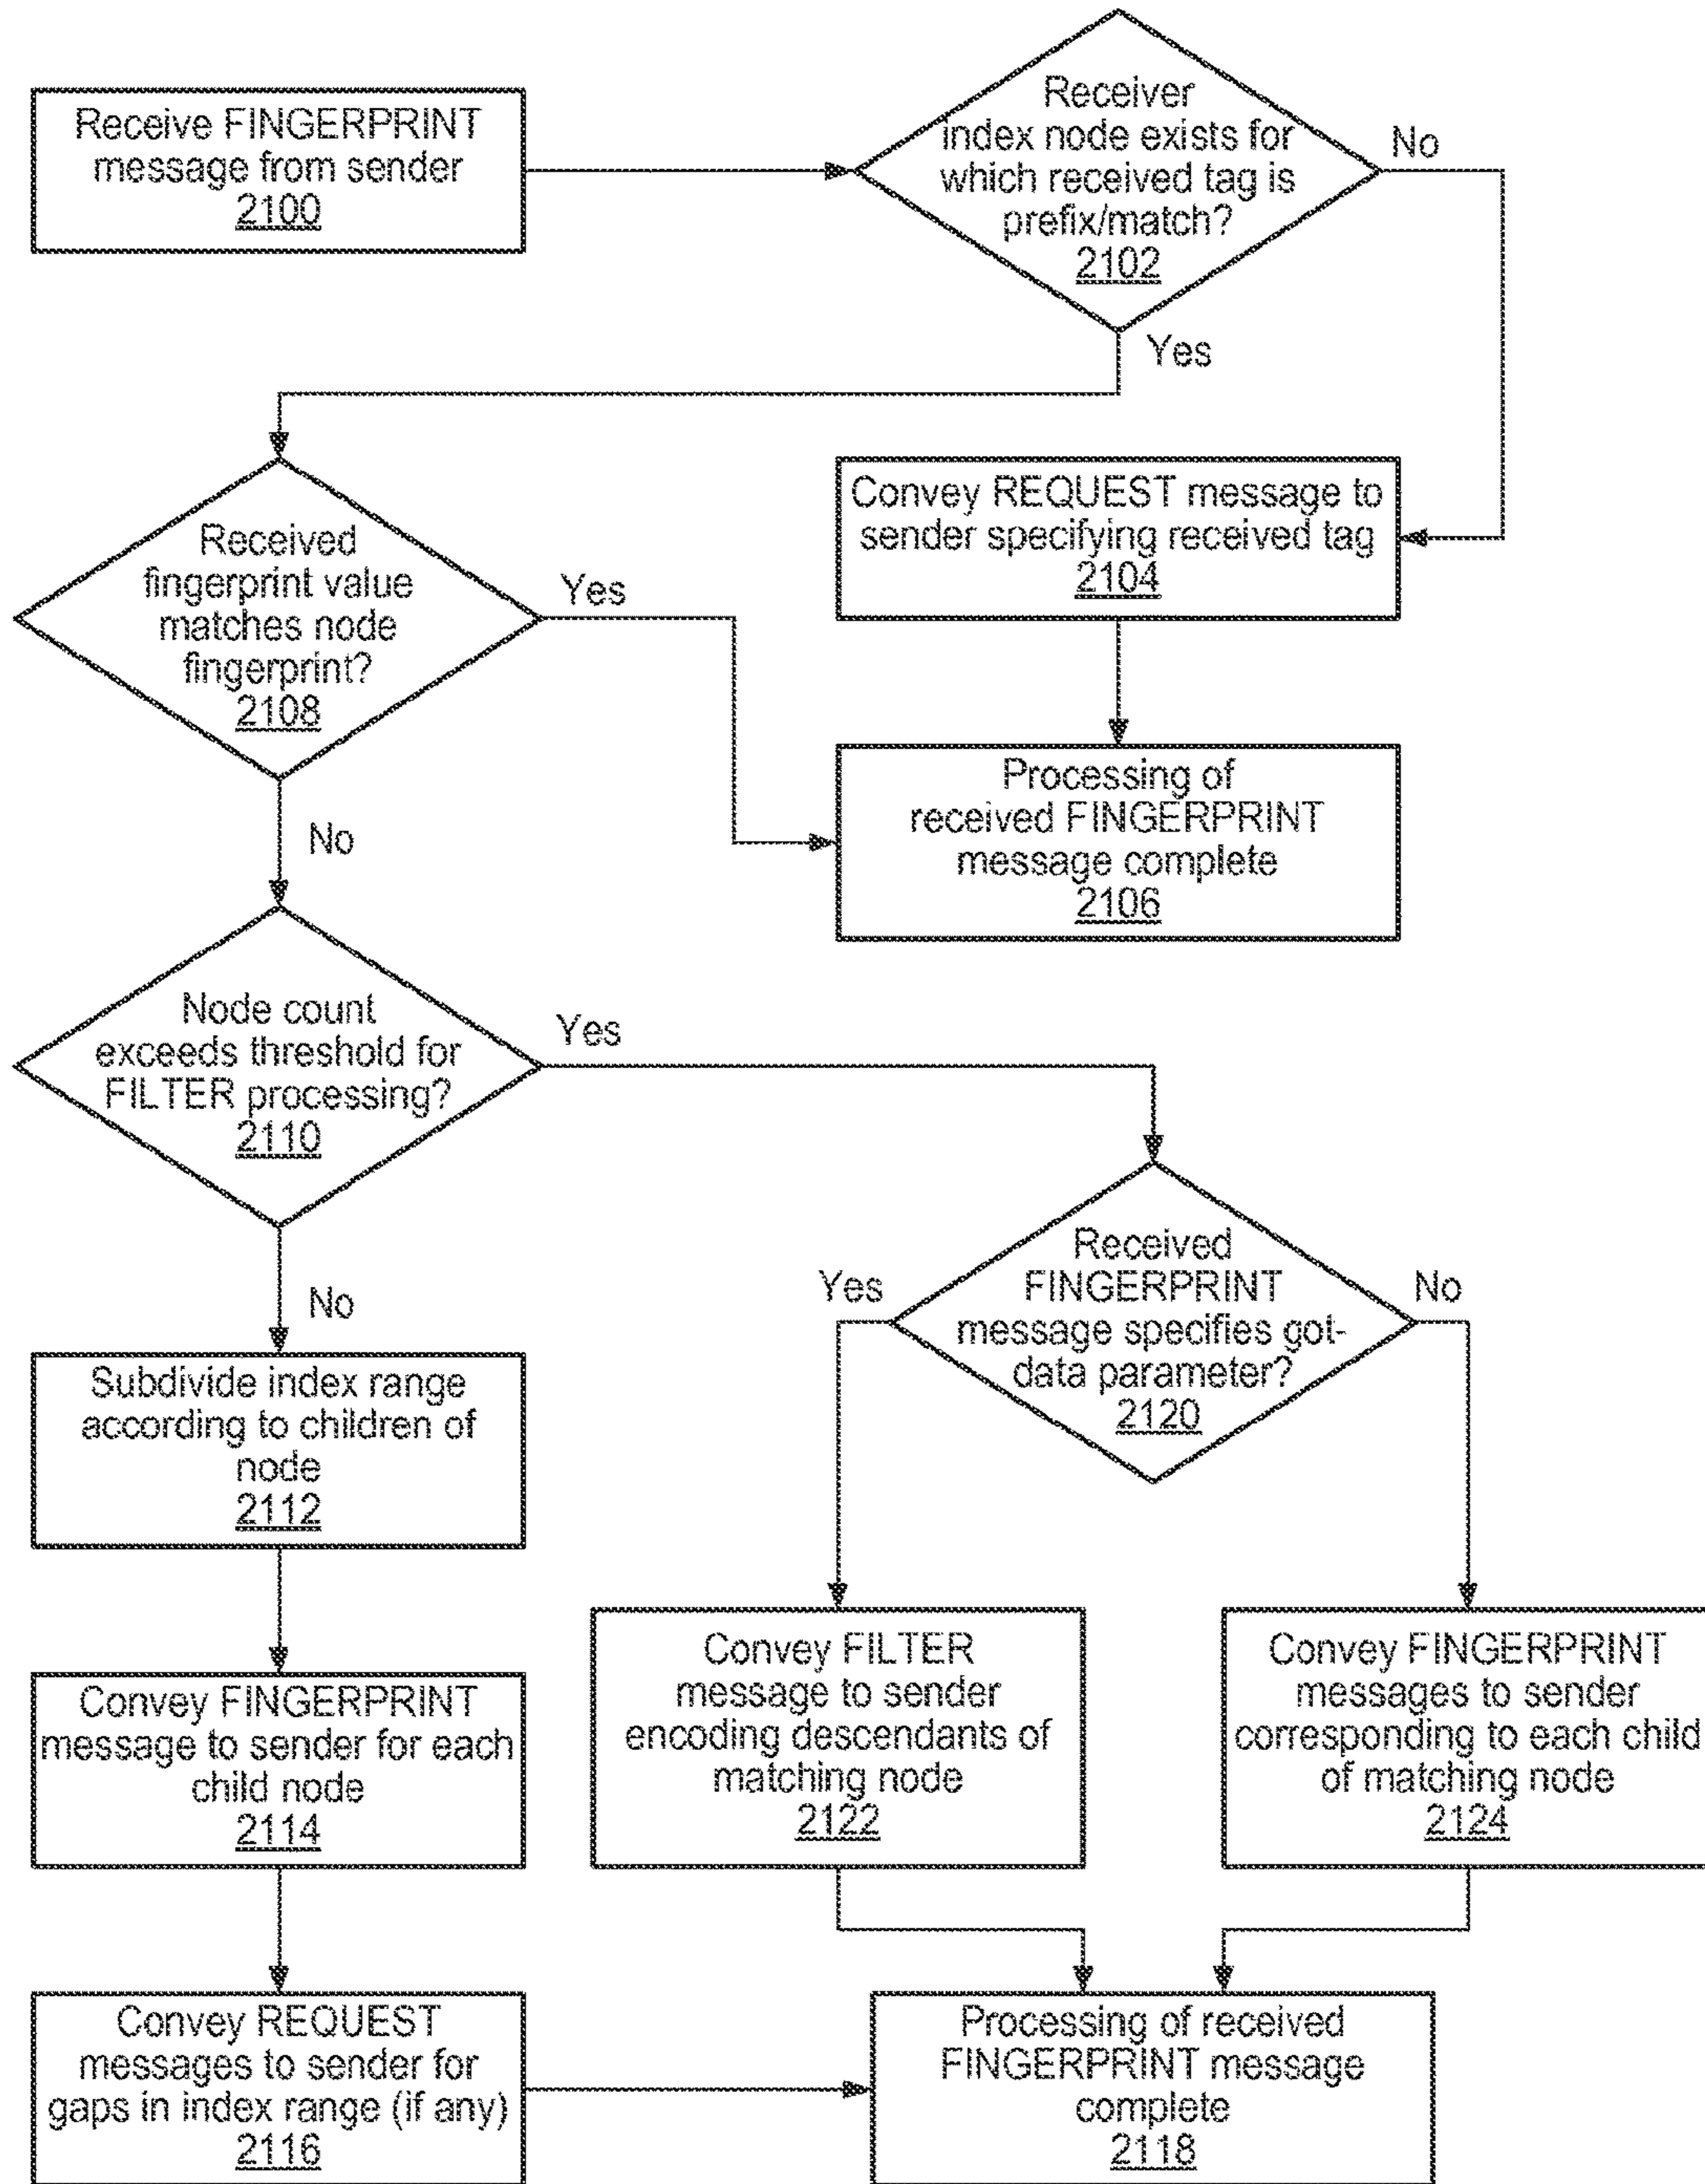 Receive FINGERPRINT
message from sender
2100
Receiver
index node exists for
which received tag is
prefix/match?
2102
No
Yes
Convey REQUEST message to
sender specifying received tag
2104
Received
fingerprint value
matches node
fingerprint?
2108
Yes
Processing of
received FINGERPRINT
message complete
2106
No
Node count
exceeds threshold for
FILTER processing?
2110
Yes
Received
FINGERPRINT
message specifies got-
data parameter?
2120
Yes
No
No
Subdivide index range
according to children of
node
2112
Convey FILTER
message to sender
encoding descendants of
matching node
2122
Convey FINGERPRINT
messages to sender
corresponding to each child
of matching node
2124
Convey FINGERPRINT
message to sender for each
child node
2114
Convey REQUEST
messages to sender for
gaps in index range (if any)
2116
Processing of received
FINGERPRINT message
complete
2118